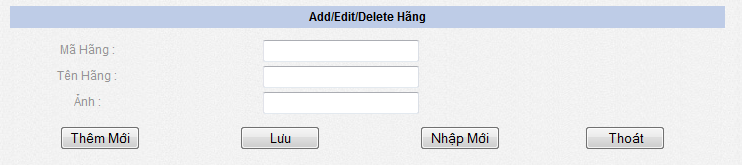 Add/Edit/Delete Hãng
Mã Hãng :
Tên Hãng :
Ảnh :
Thêm Mới Lưu Nhập Mới Thoát